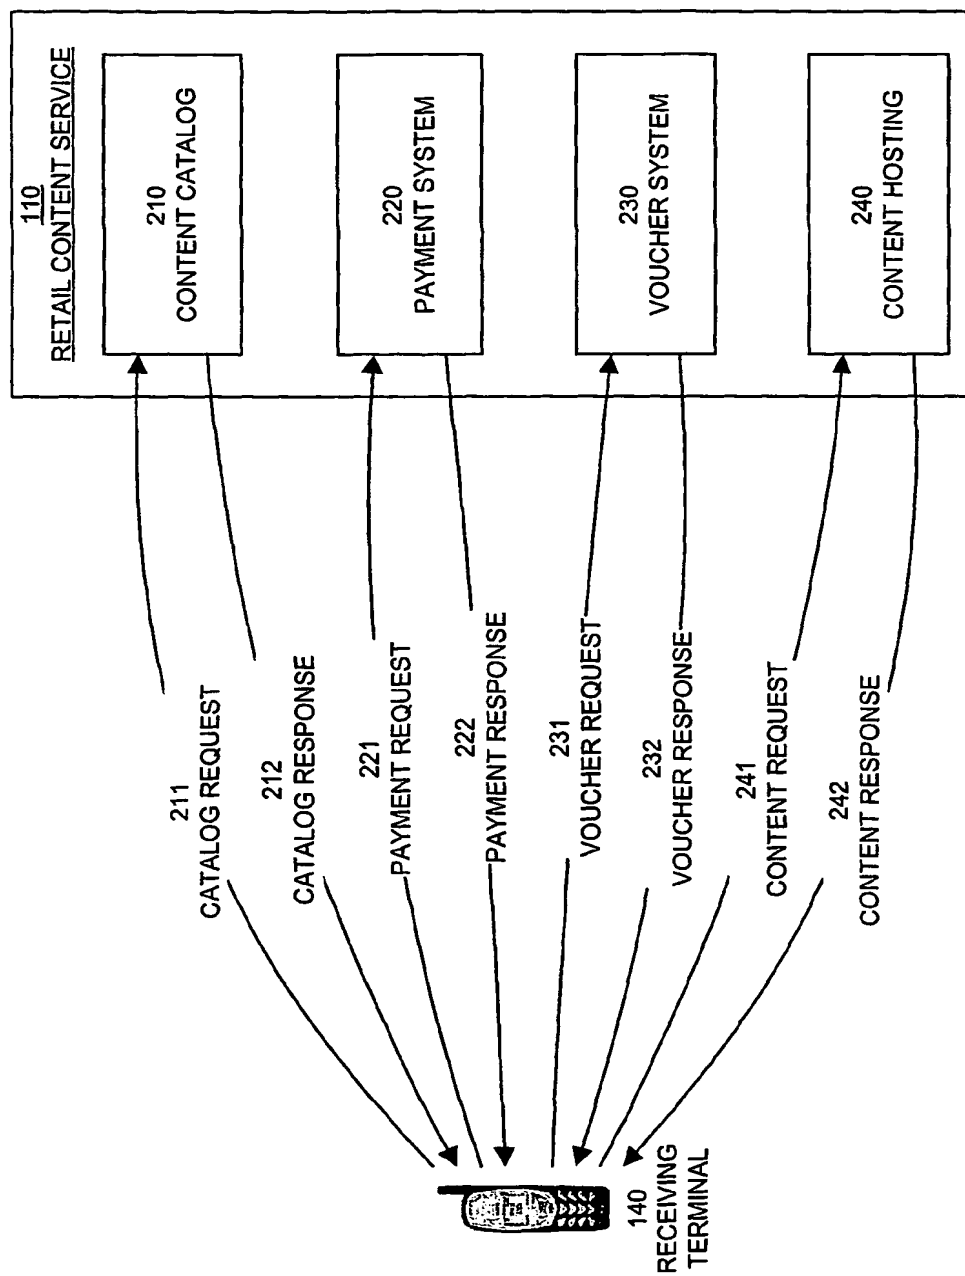 110
RETAIL CONTENT SERVICE
210
CONTENT CATALOG
220
PAYMENT SYSTEM
230
VOUCHER SYSTEM
240
CONTENT HOSTING
211
CATALOG REQUEST
212
CATALOG RESPONSE
221
PAYMENT REQUEST
222
PAYMENT RESPONSE
231
VOUCHER REQUEST
232
VOUCHER RESPONSE
241
CONTENT REQUEST
242
CONTENT RESPONSE
140
RECEIVING
TERMINAL